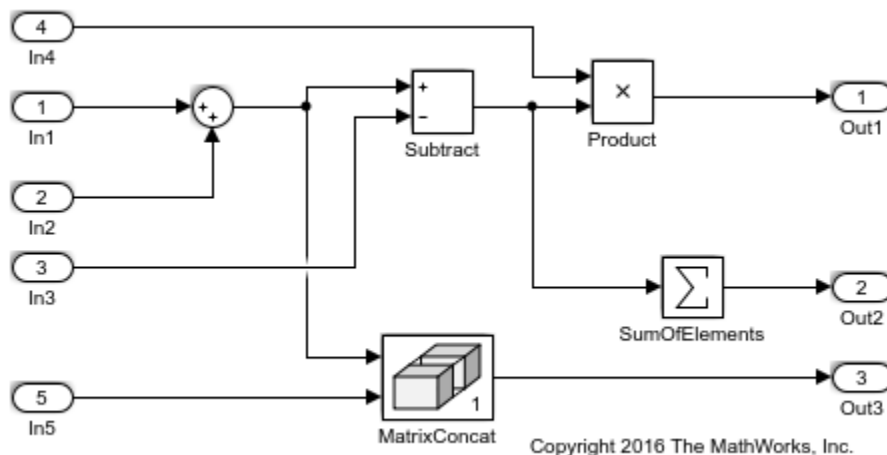 4
In4
1
In1
+
+
2
In2
3
In3
+
−
Subtract
×
Product
1
Out1
Σ
SumOfElements
2
Out2
5
In5
1
MatrixConcat
3
Out3
Copyright 2016 The MathWorks, Inc.